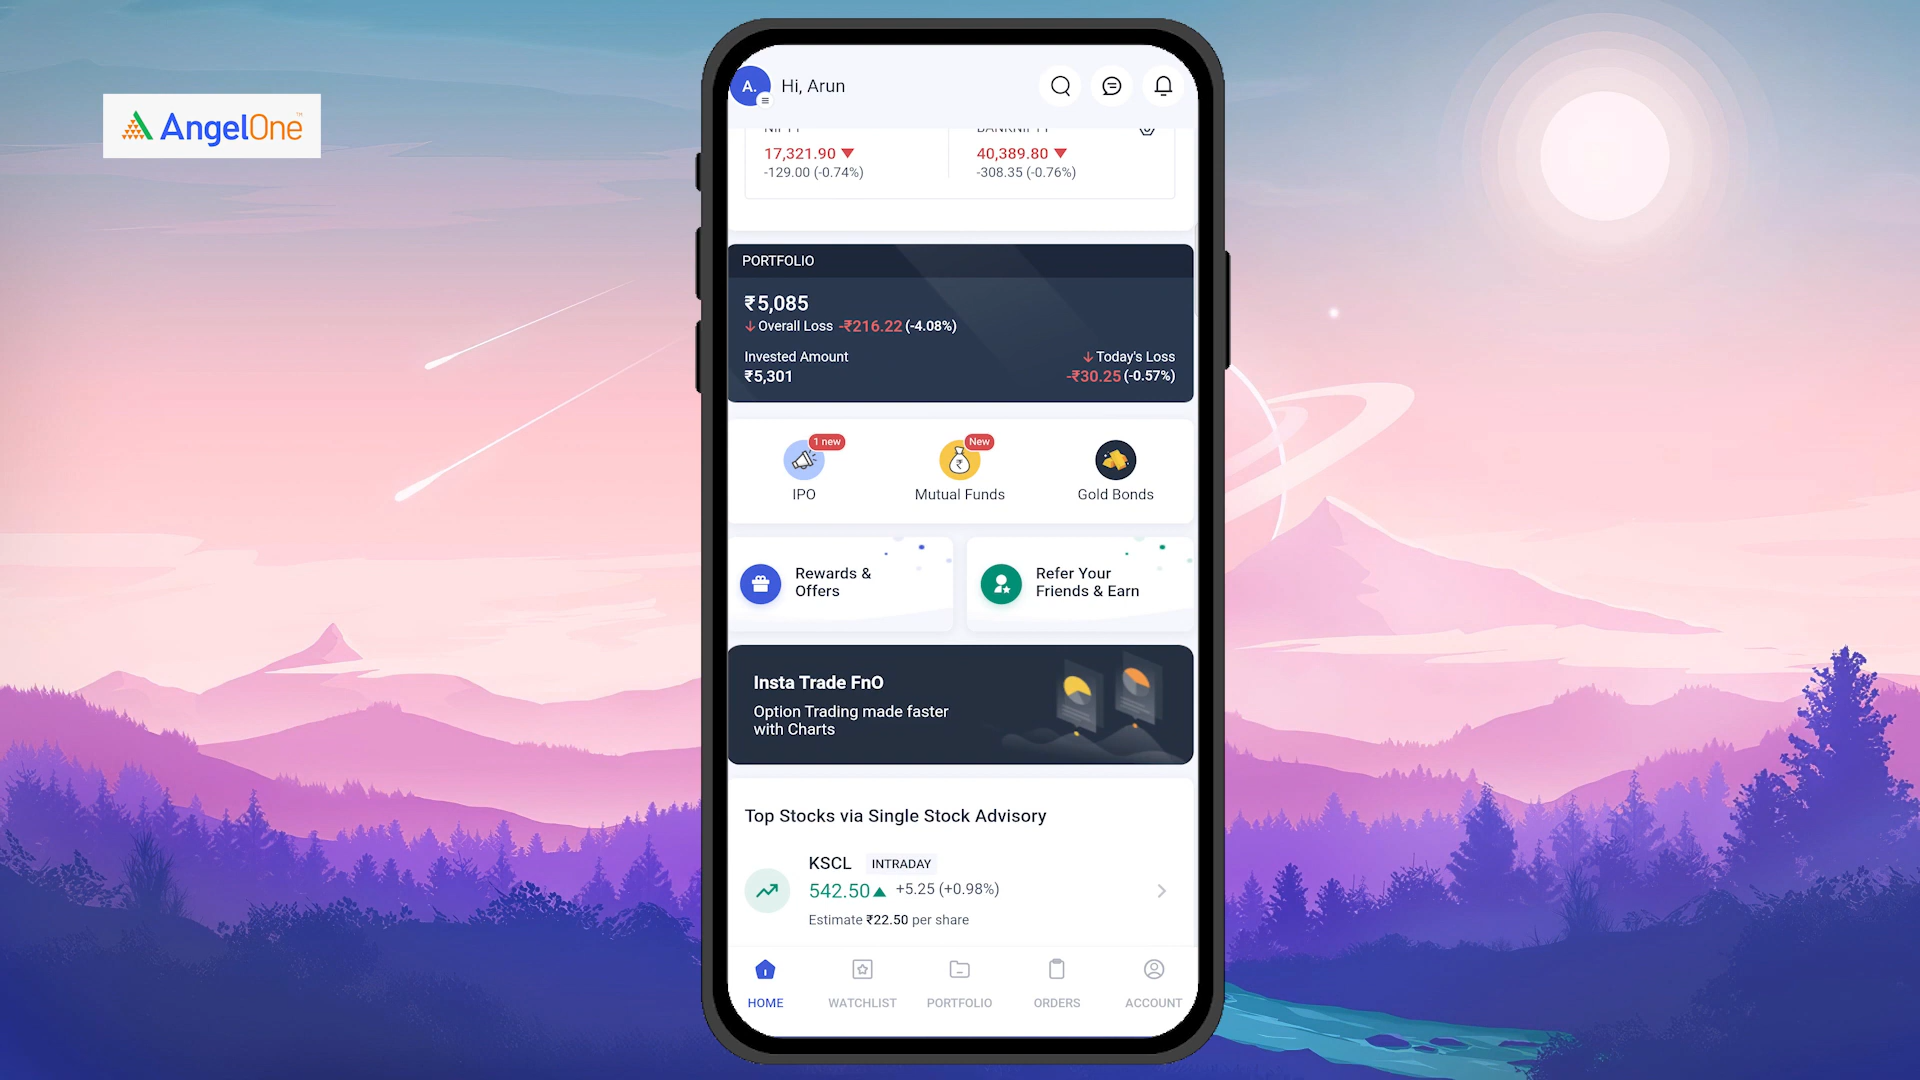 AngelOne™
A.
Hi, Arun
NIFTY
BANKNIFTY
17,321.90
40,389.80
-129.00 (-0.74%)
-308.35 (-0.76%)
PORTFOLIO
₹5,085
Overall Loss -₹216.22 (-4.08%)
Invested Amount
Today's Loss
₹5,301
-₹30.25 (-0.57%)
1 new
New
IPO
Mutual Funds
Gold Bonds
Rewards &
Offers
Refer Your
Friends & Earn
Insta Trade FnO
Option Trading made faster
with Charts
Top Stocks via Single Stock Advisory
KSCL INTRADAY
542.50 +5.25 (+0.98%)
Estimate ₹22.50 per share
HOME
WATCHLIST
PORTFOLIO
ORDERS
ACCOUNT